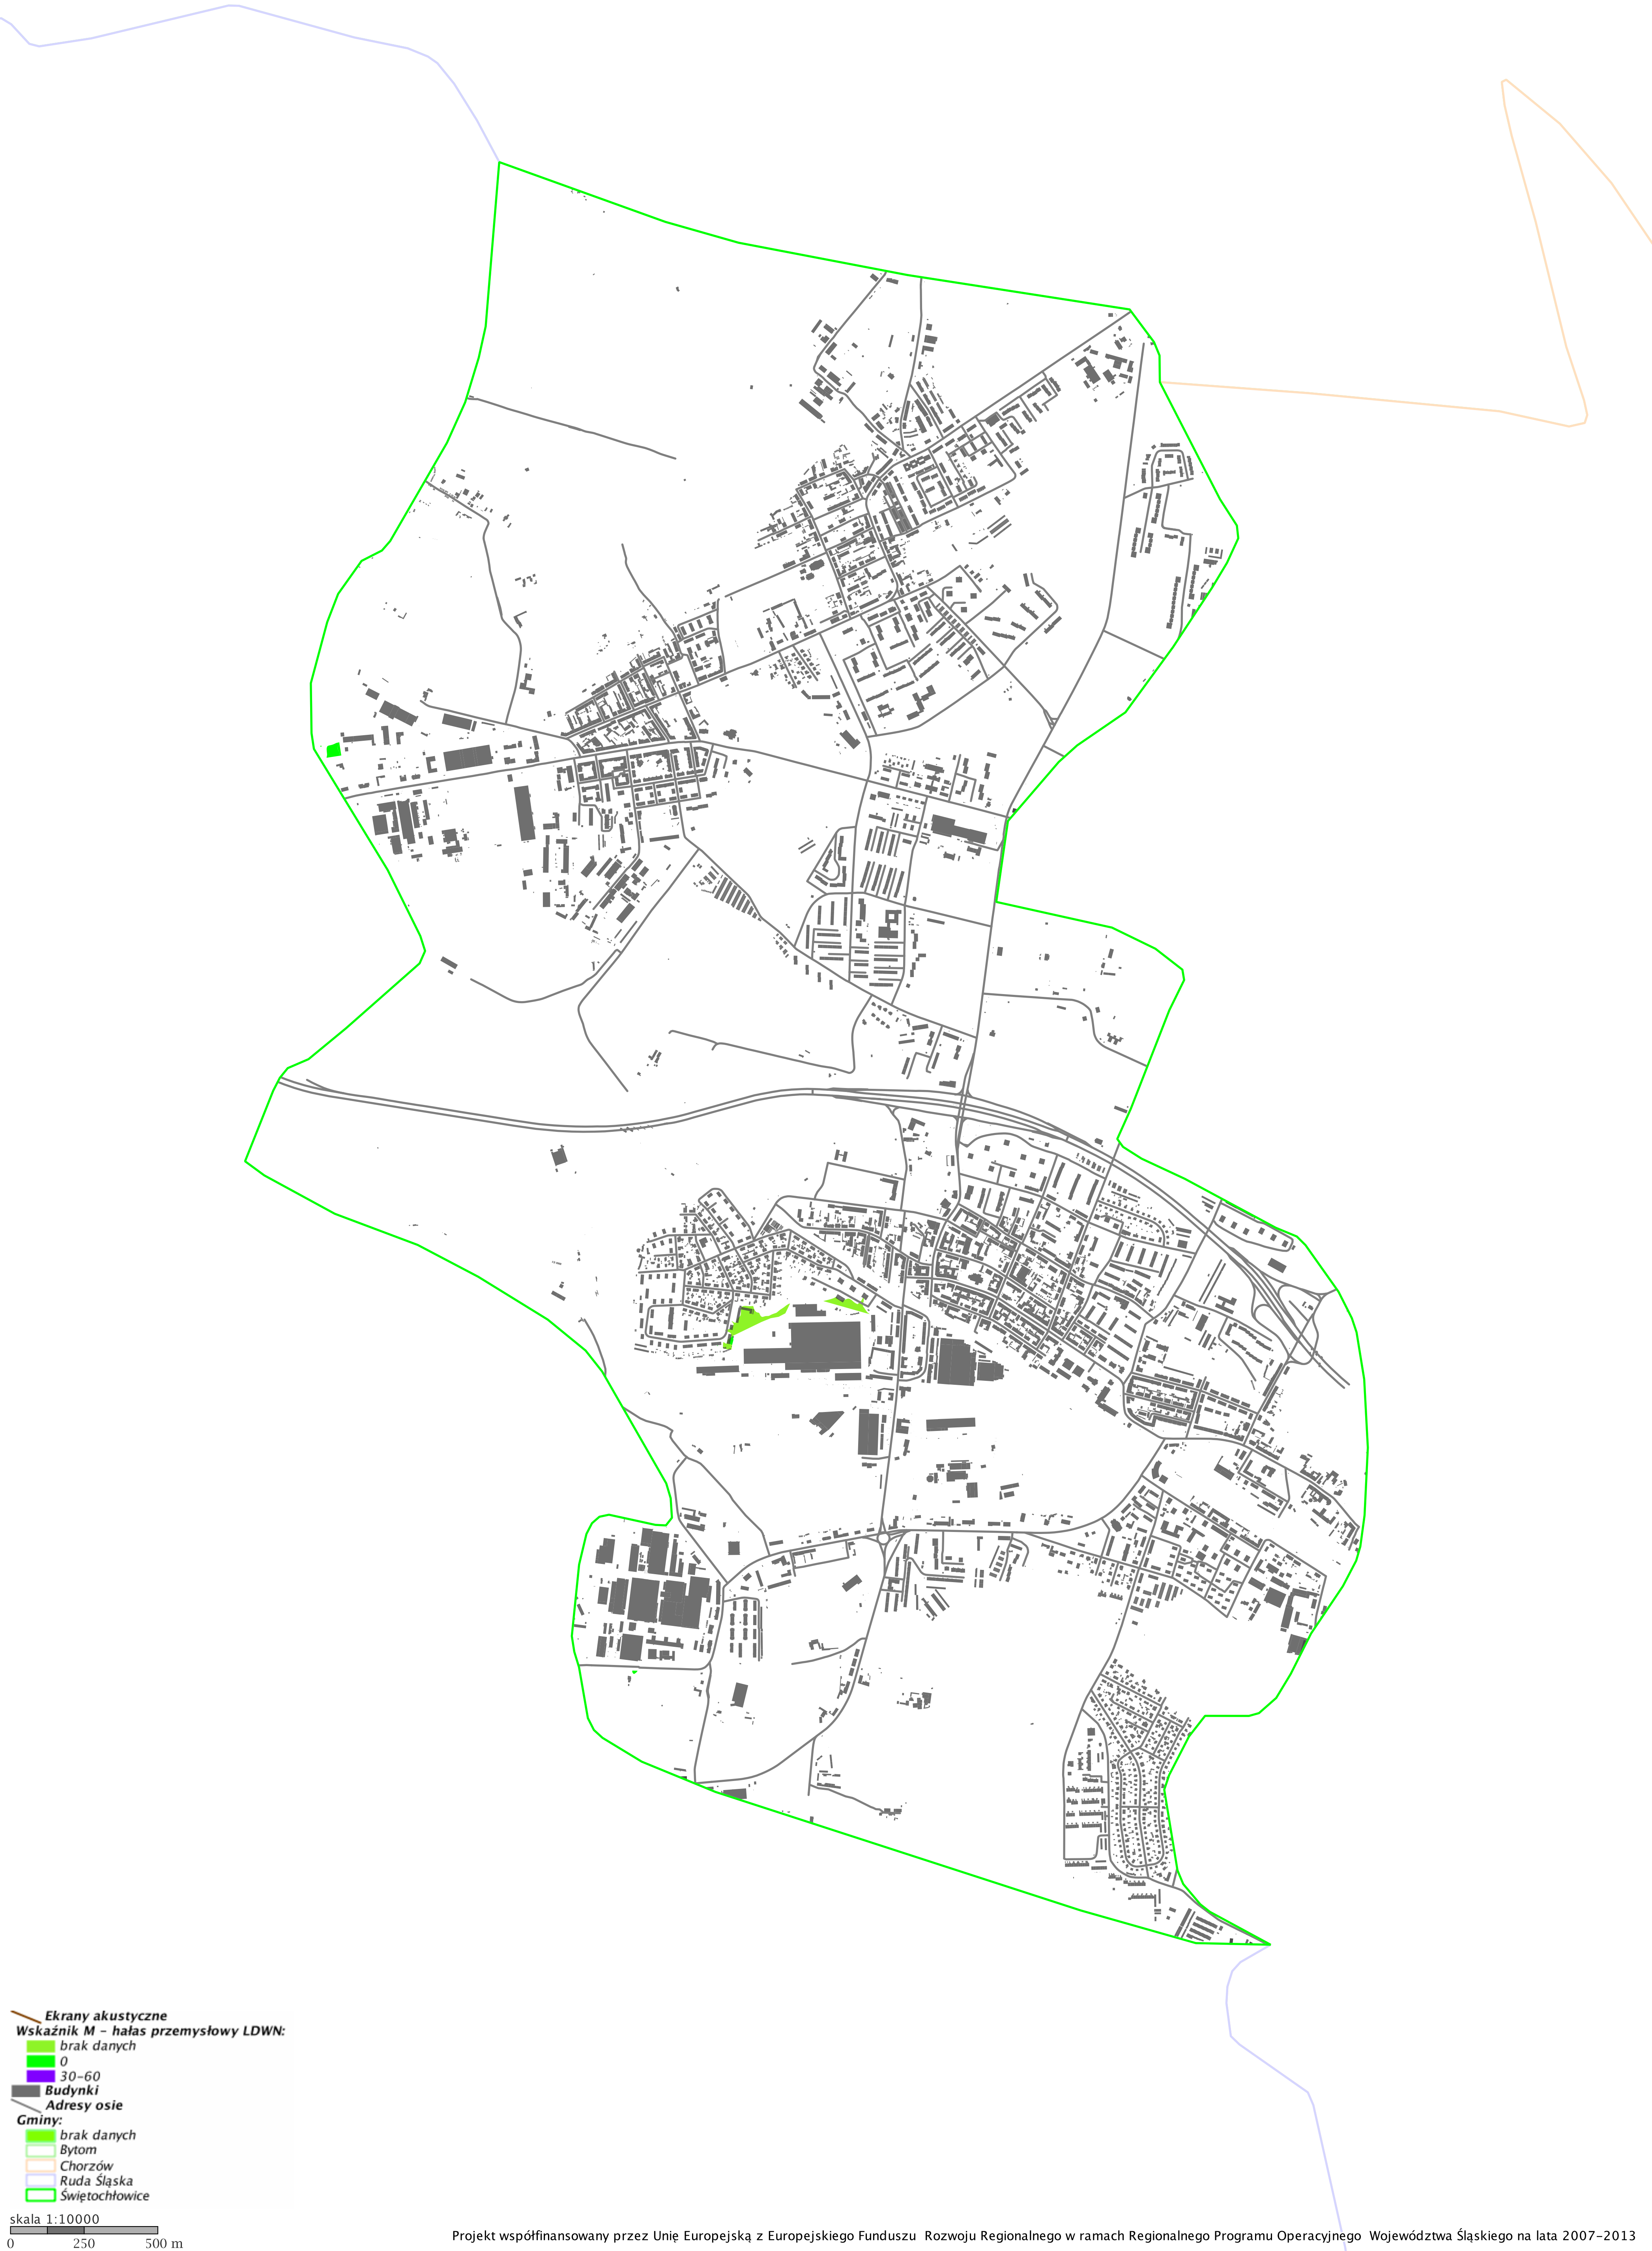 Ekrany akustyczne
Wskaźnik M - hałas przemysłowy LDWN:
brak danych
0
30-60
Budynki
Adresy osie
Gminy:
brak danych
Bytom
Chorzów
Ruda Śląska
Świętochłowice
skala 1:10000
0 250 500 m
Projekt współfinansowany przez Unię Europejską z Europejskiego Funduszu Rozwoju Regionalnego w ramach Regionalnego Programu Operacyjnego Województwa Śląskiego na lata 2007-2013